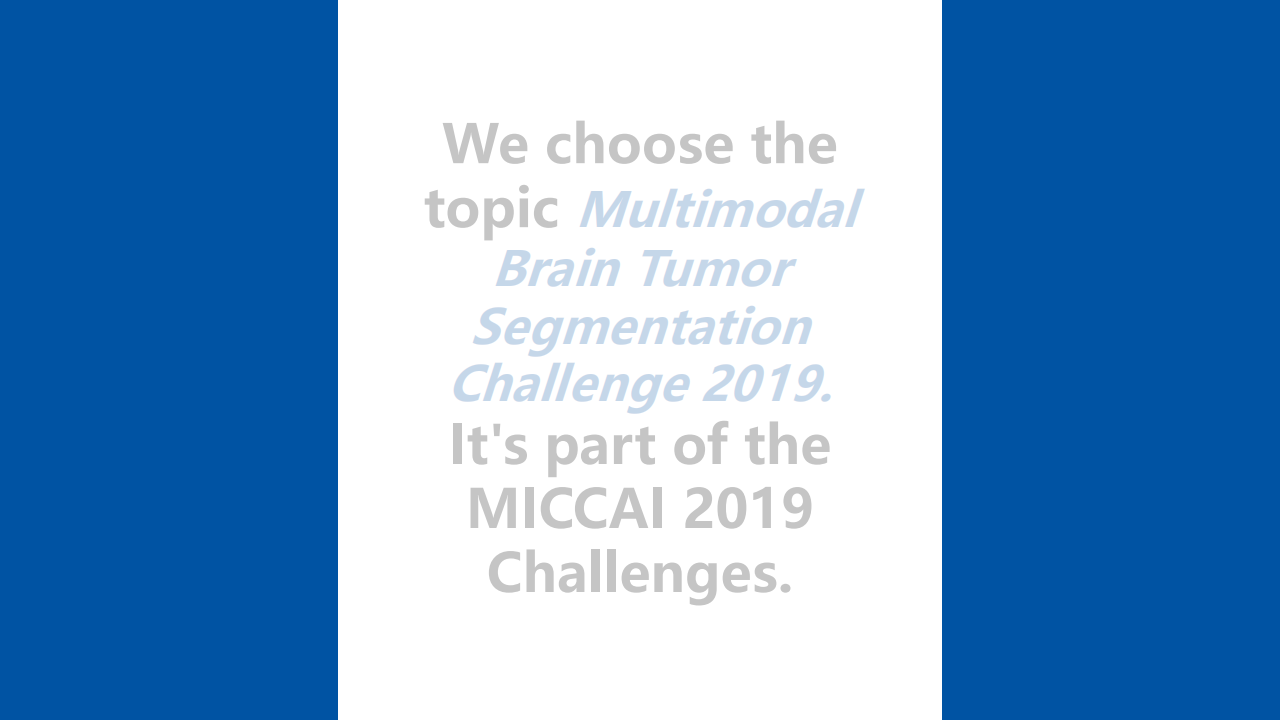 We choose the
topic Multimodal
Brain Tumor
Segmentation
Challenge 2019.
It's part of the
MICCAI 2019
Challenges.